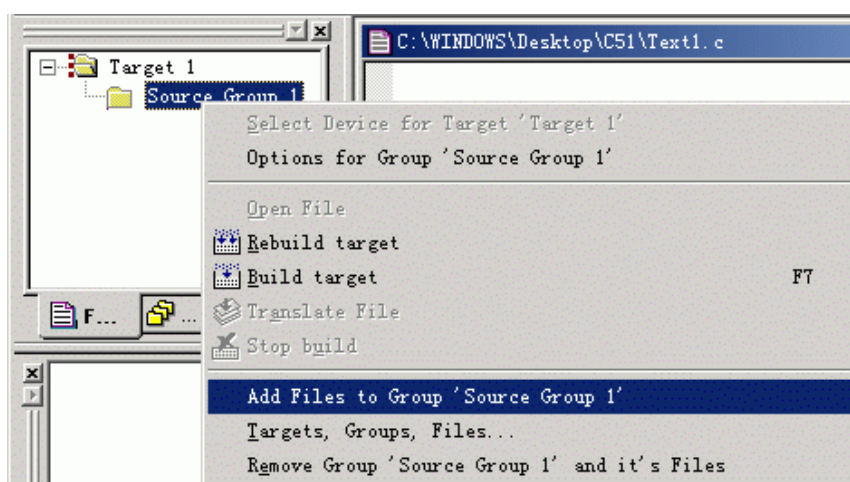 C:\WINDOWS\Desktop\C51\Text1.c
Target 1
Source Group 1
Select Device for Target 'Target 1'
Options for Group 'Source Group 1'
Open File
Rebuild target
Build target F7
Translate File
Stop build
F... ...
Add Files to Group 'Source Group 1'
Targets, Groups, Files...
Remove Group 'Source Group 1' and it's Files